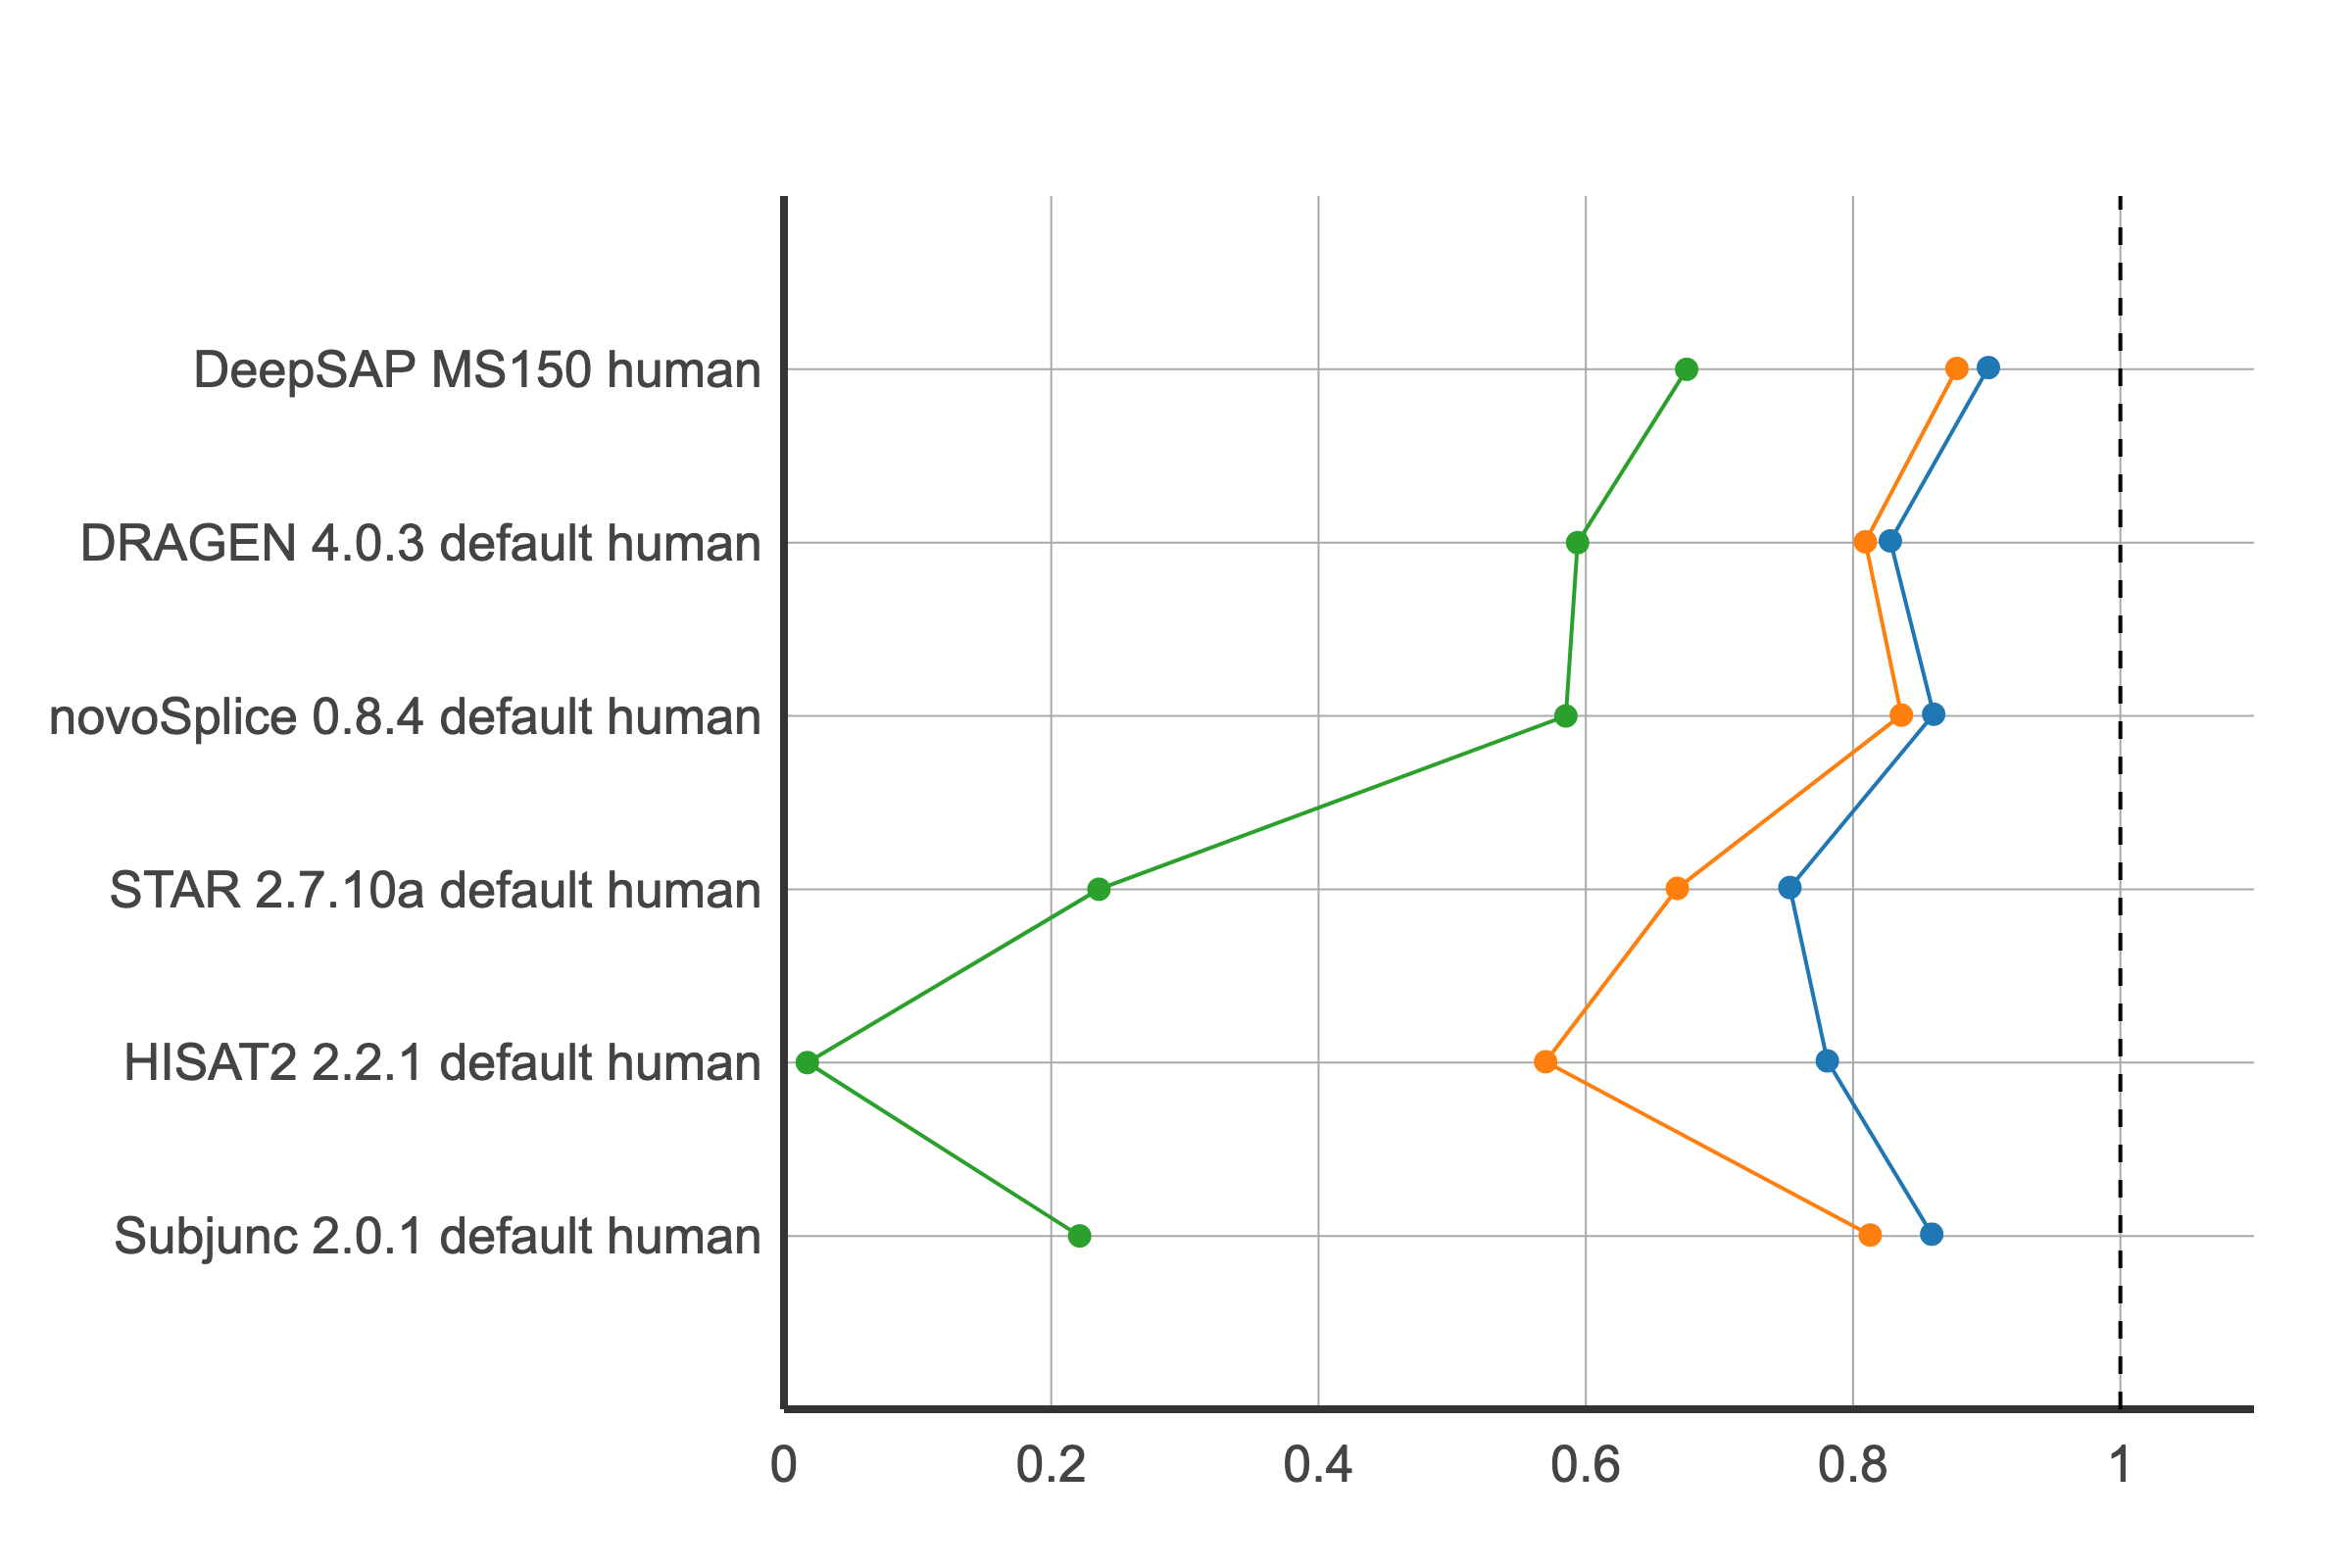 DeepSAP MS150 human
DRAGEN 4.0.3 default human
novoSplice 0.8.4 default human
STAR 2.7.10a default human
HISAT2 2.2.1 default human
Subjunc 2.0.1 default human
0 0.2 0.4 0.6 0.8 1